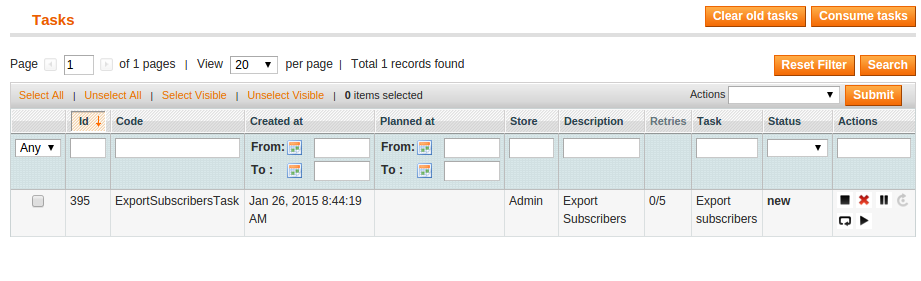 Tasks
Clear old tasks Consume tasks
Page 1 of 1 pages | View 20 per page | Total 1 records found
Reset Filter Search
Select All | Unselect All | Select Visible | Unselect Visible | 0 items selected
Actions Submit
Id Code Created at Planned at Store Description Retries Task Status Actions
Any From: From:
To : To :
395 ExportSubscribersTask Jan 26, 2015 8:44:19 Admin Export 0/5 Export new
AM Subscribers subscribers